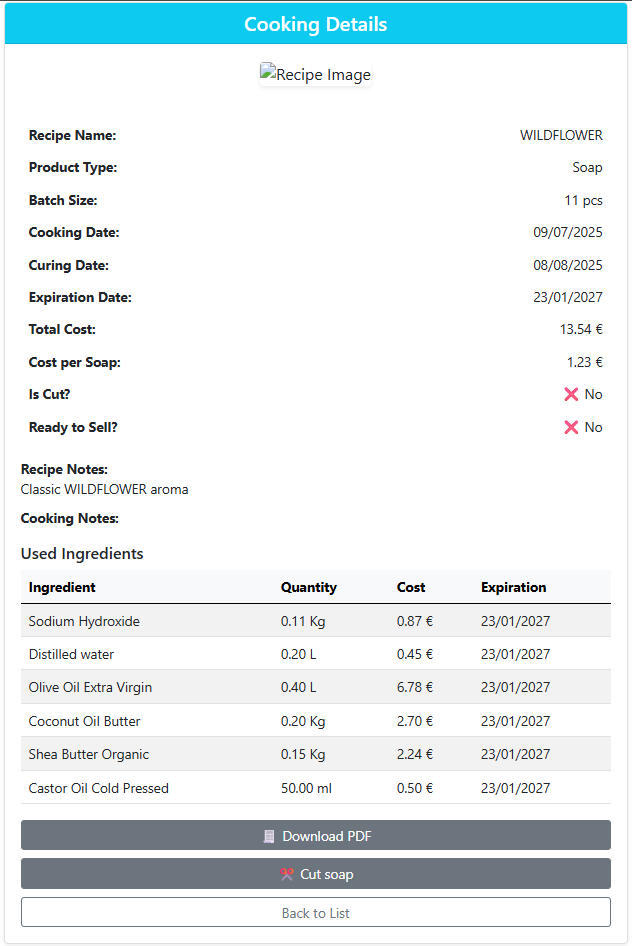 Cooking Details
Recipe Image
Recipe Name: WILDFLOWER
Product Type: Soap
Batch Size: 11 pcs
Cooking Date: 09/07/2025
Curing Date: 08/08/2025
Expiration Date: 23/01/2027
Total Cost: 13.54 €
Cost per Soap: 1.23 €
Is Cut? ❌ No
Ready to Sell? ❌ No
Recipe Notes:
Classic WILDFLOWER aroma
Cooking Notes:
Used Ingredients
Ingredient Quantity Cost Expiration
Sodium Hydroxide 0.11 Kg 0.87 € 23/01/2027
Distilled water 0.20 L 0.45 € 23/01/2027
Olive Oil Extra Virgin 0.40 L 6.78 € 23/01/2027
Coconut Oil Butter 0.20 Kg 2.70 € 23/01/2027
Shea Butter Organic 0.15 Kg 2.24 € 23/01/2027
Castor Oil Cold Pressed 50.00 ml 0.50 € 23/01/2027
Download PDF
Cut soap
Back to List